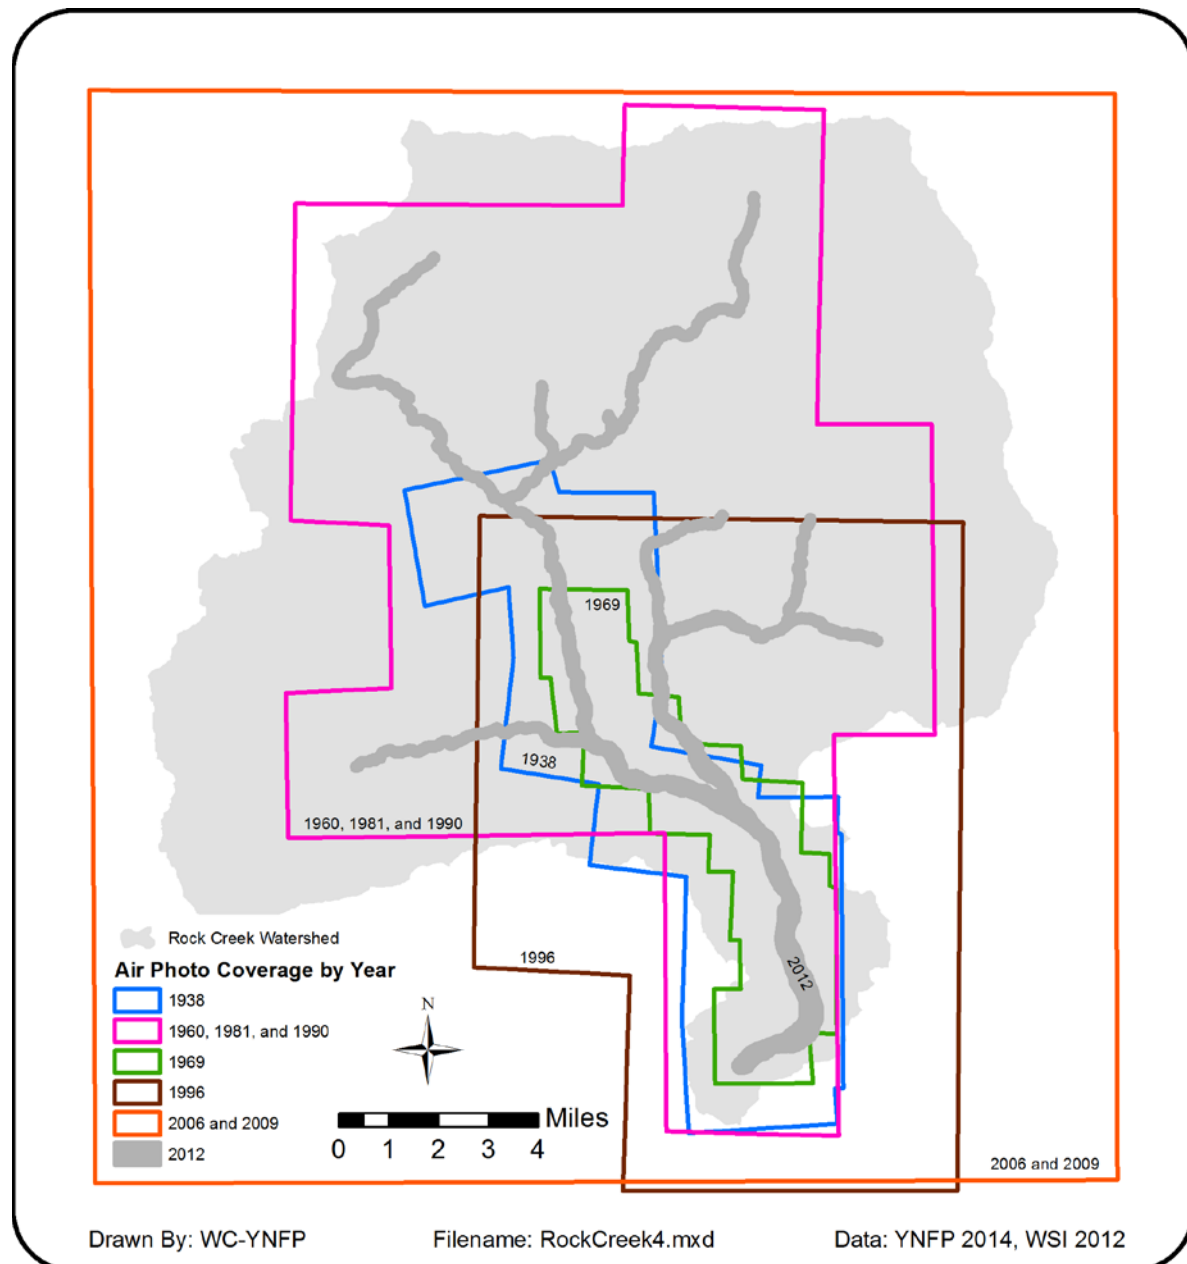 1969
1938
1960, 1981, and 1990
2012
1996
Rock Creek Watershed
Air Photo Coverage by Year
1938
1960, 1981, and 1990
1969
1996
2006 and 2009
2012
N
Miles
0 1 2 3 4
2006 and 2009
Drawn By: WC-YNFP Filename: RockCreek4.mxd Data: YNFP 2014, WSI 2012